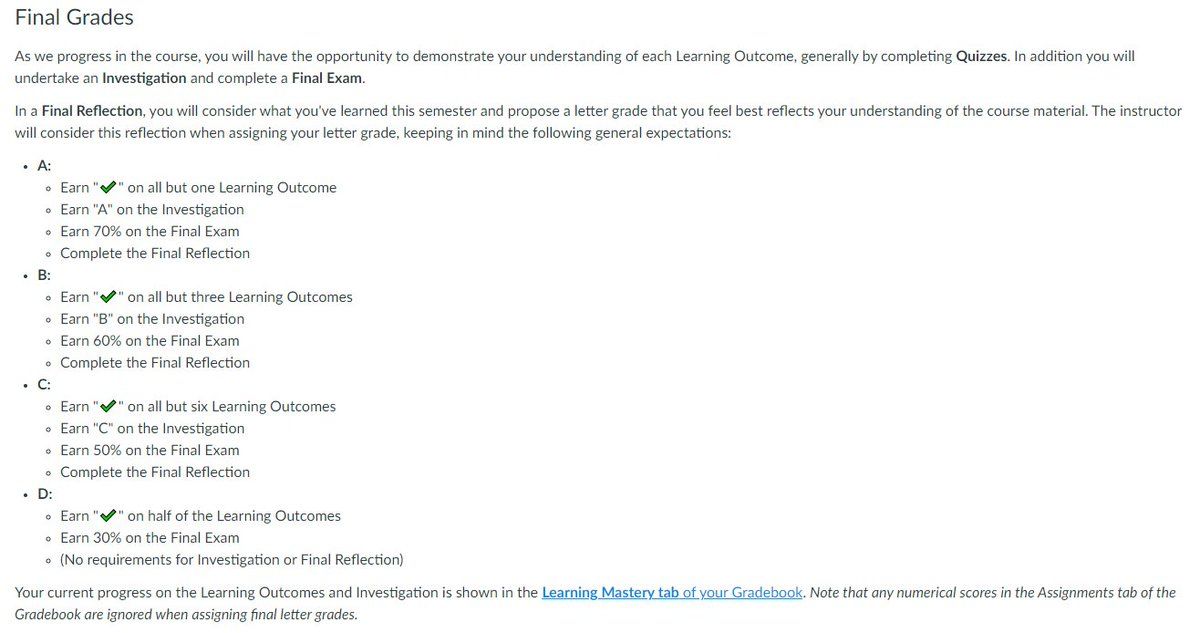 Final Grades
As we progress in the course, you will have the opportunity to demonstrate your understanding of each Learning Outcome, generally by completing Quizzes. In addition you will
undertake an Investigation and complete a Final Exam.
In a Final Reflection, you will consider what you've learned this semester and propose a letter grade that you feel best reflects your understanding of the course material. The instructor
will consider this reflection when assigning your letter grade, keeping in mind the following general expectations:
• A:
◦ Earn "✔" on all but one Learning Outcome
◦ Earn "A" on the Investigation
◦ Earn 70% on the Final Exam
◦ Complete the Final Reflection
• B:
◦ Earn "✔" on all but three Learning Outcomes
◦ Earn "B" on the Investigation
◦ Earn 60% on the Final Exam
◦ Complete the Final Reflection
• C:
◦ Earn "✔" on all but six Learning Outcomes
◦ Earn "C" on the Investigation
◦ Earn 50% on the Final Exam
◦ Complete the Final Reflection
• D:
◦ Earn "✔" on half of the Learning Outcomes
◦ Earn 30% on the Final Exam
◦ (No requirements for Investigation or Final Reflection)
Your current progress on the Learning Outcomes and Investigation is shown in the Learning Mastery tab of your Gradebook. Note that any numerical scores in the Assignments tab of the
Gradebook are ignored when assigning final letter grades.